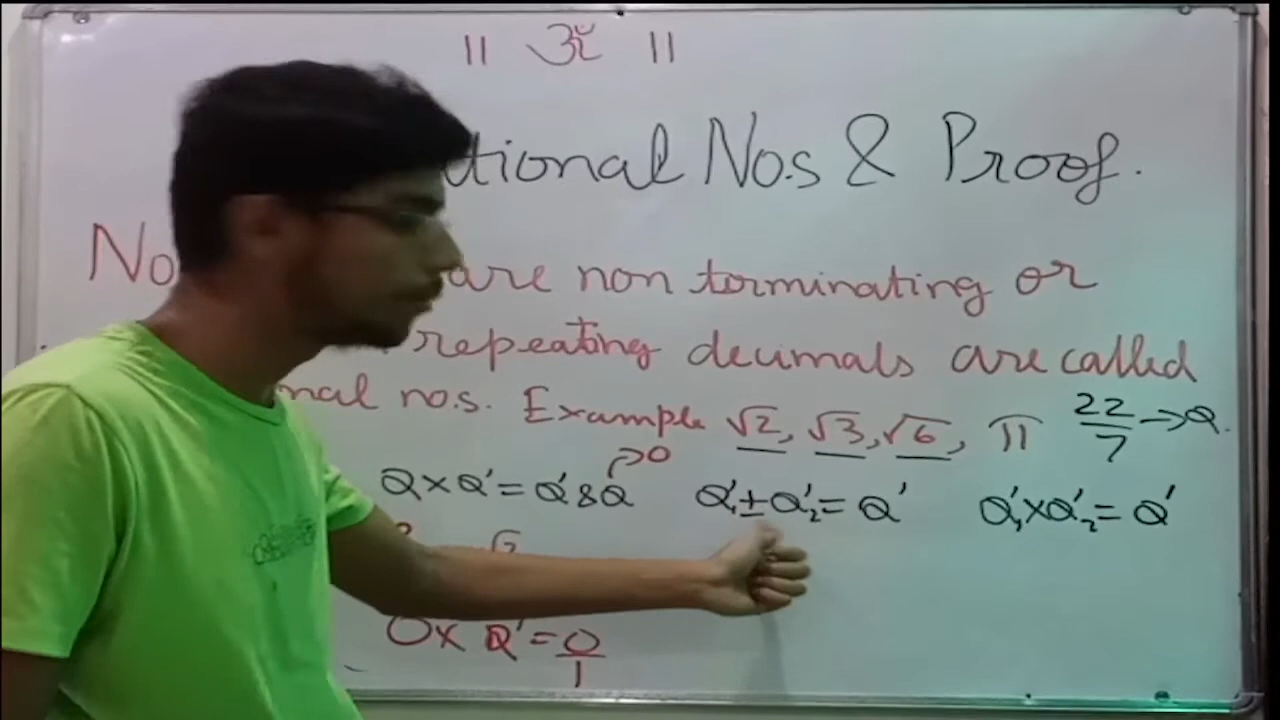 || ॐ ||
tional Nos & Proof.
No are non terminating or
repeating decimals are called
nal no.s. Example √2, √3, √6, π 22/7 → Q.
→0
Q × Q' = Q' & Q Q'₁ ± Q'₂ = Q' Q'₁ × Q'₂ = Q'
0 × Q' = 0/1